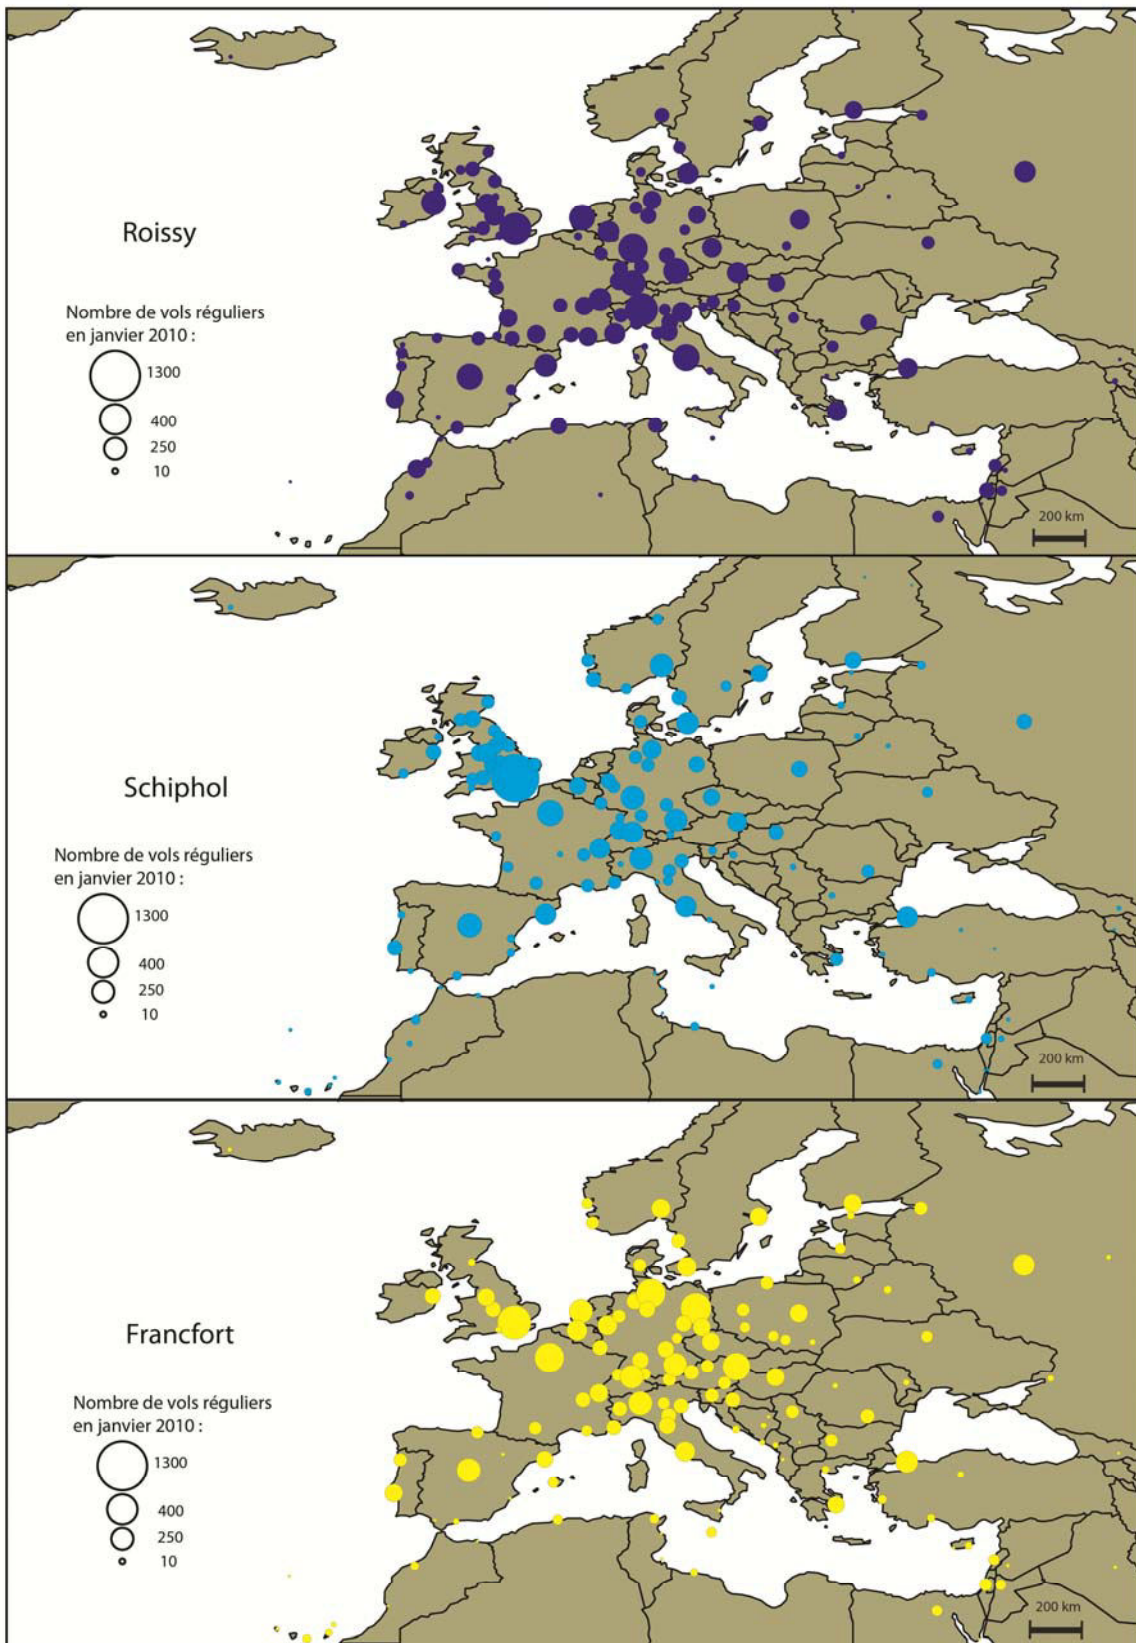 Roissy
Nombre de vols réguliers
en janvier 2010 :
1300
400
250
10
200 km
Schiphol
Nombre de vols réguliers
en janvier 2010 :
1300
400
250
10
200 km
Francfort
Nombre de vols réguliers
en janvier 2010 :
1300
400
250
10
200 km